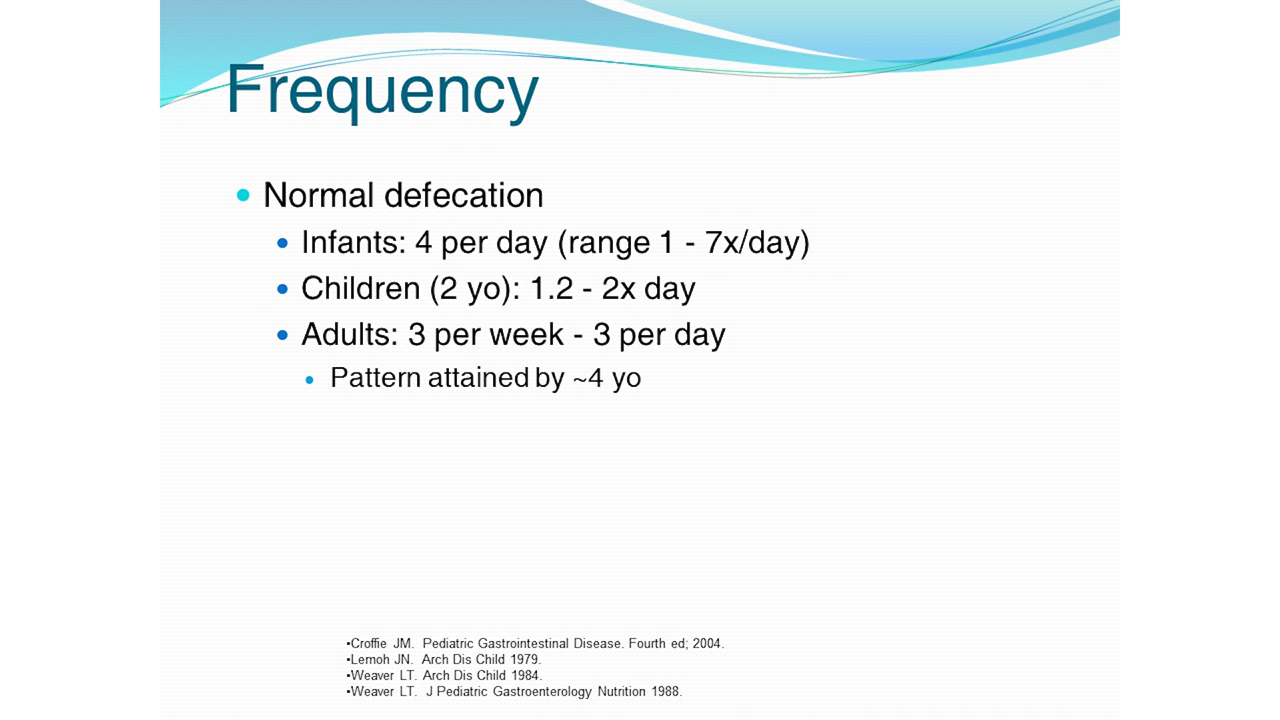 Frequency
• Normal defecation
• Infants: 4 per day (range 1 - 7x/day)
• Children (2 yo): 1.2 - 2x day
• Adults: 3 per week - 3 per day
• Pattern attained by ~4 yo
•Croffie JM. Pediatric Gastrointestinal Disease. Fourth ed; 2004.
•Lemoh JN. Arch Dis Child 1979.
•Weaver LT. Arch Dis Child 1984.
•Weaver LT. J Pediatric Gastroenterology Nutrition 1988.